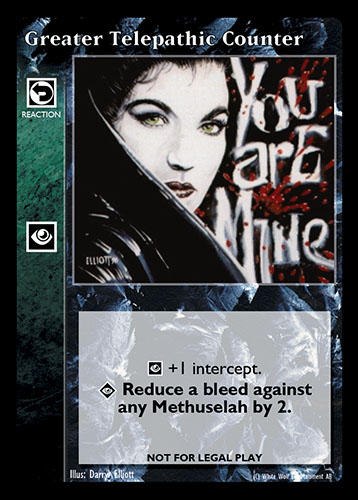 Greater Telepathic Counter
REACTION
YOU
ARE
MINE
ELLIOTT
+1 intercept.
Reduce a bleed against
any Methuselah by 2.
NOT FOR LEGAL PLAY
Illus: Darryl Elliott
(C) White Wolf Entertainment AB